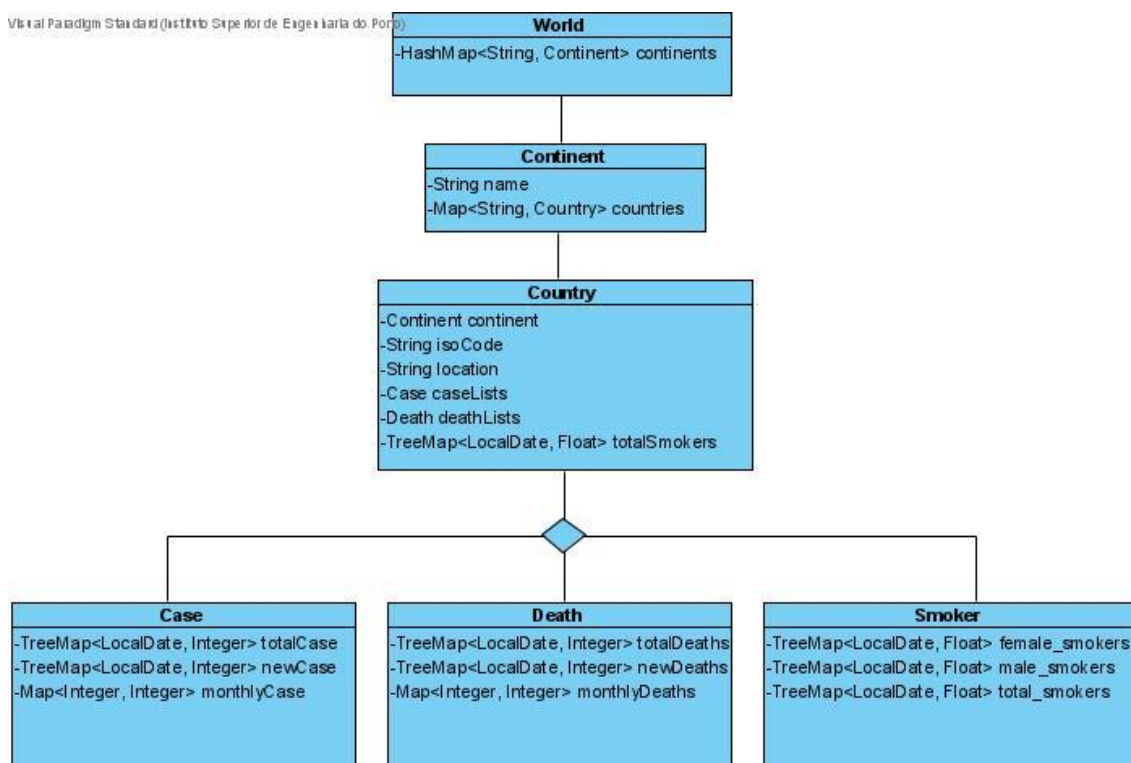 Visual Paradigm Standard (Instituto Superior de Engenharia do Porto)
World
-HashMap<String, Continent> continents
Continent
-String name
-Map<String, Country> countries
Country
-Continent continent
-String isoCode
-String location
-Case caseLists
-Death deathLists
-TreeMap<LocalDate, Float> totalSmokers
Case
-TreeMap<LocalDate, Integer> totalCase
-TreeMap<LocalDate, Integer> newCase
-Map<Integer, Integer> monthlyCase
Death
-TreeMap<LocalDate, Integer> totalDeaths
-TreeMap<LocalDate, Integer> newDeaths
-Map<Integer, Integer> monthlyDeaths
Smoker
-TreeMap<LocalDate, Float> female_smokers
-TreeMap<LocalDate, Float> male_smokers
-TreeMap<LocalDate, Float> total_smokers